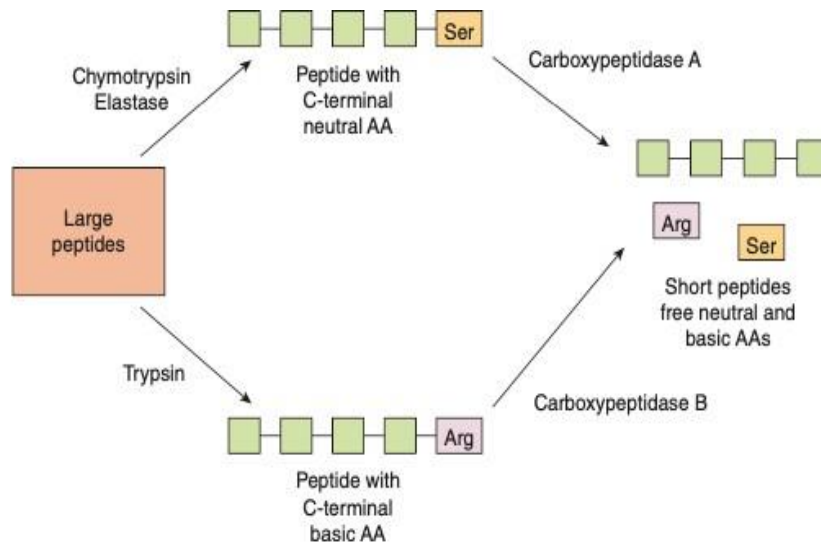 Ser
Chymotrypsin
Elastase
Peptide with
C-terminal
neutral AA
Carboxypeptidase A
Large
peptides
Arg
Ser
Short peptides
free neutral and
basic AAs
Trypsin
Carboxypeptidase B
Arg
Peptide with
C-terminal
basic AA